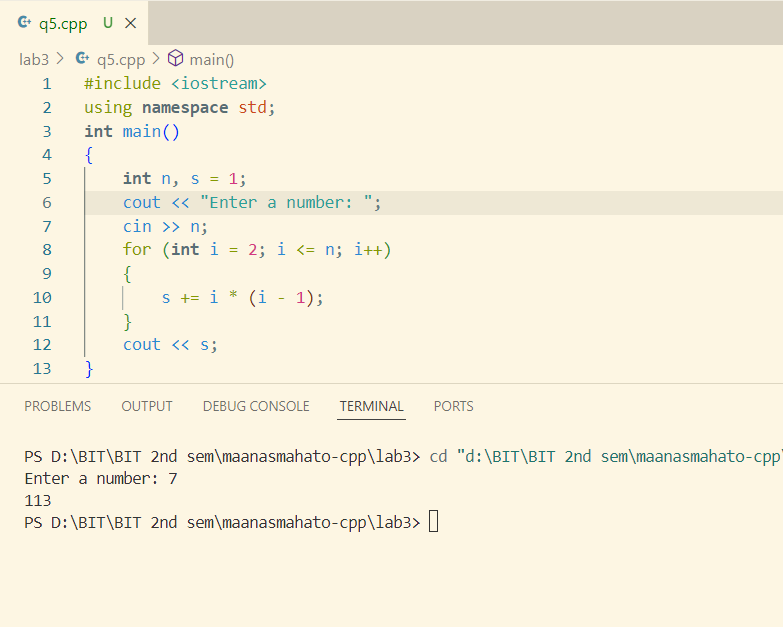 q5.cpp U
lab3 > q5.cpp > main()
1 #include <iostream>
2 using namespace std;
3 int main()
4 {
5     int n, s = 1;
6     cout << "Enter a number: ";
7     cin >> n;
8     for (int i = 2; i <= n; i++)
9     {
10         s += i * (i - 1);
11     }
12     cout << s;
13 }
PROBLEMS OUTPUT DEBUG CONSOLE TERMINAL PORTS
PS D:\BIT\BIT 2nd sem\maanasmahato-cpp\lab3> cd "d:\BIT\BIT 2nd sem\maanasmahato-cpp\
Enter a number: 7
113
PS D:\BIT\BIT 2nd sem\maanasmahato-cpp\lab3>